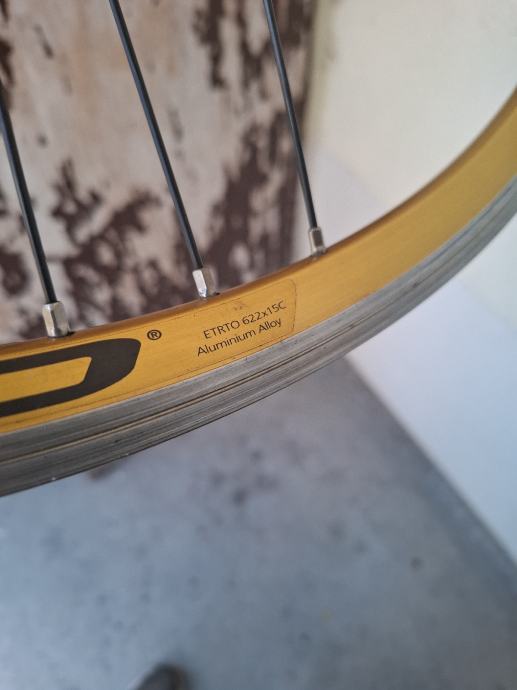 ®
ETRTO 622x15C
Aluminium Alloy